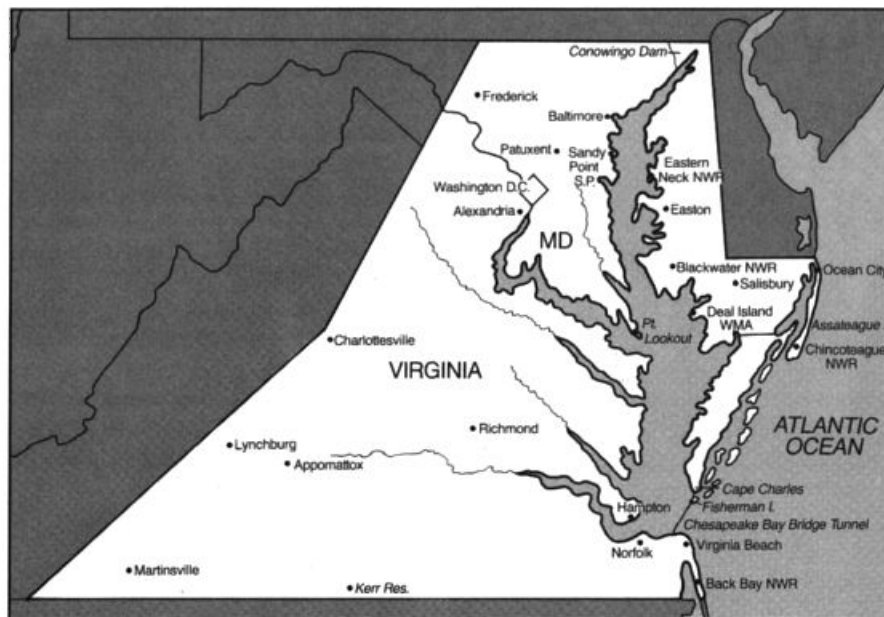 Conowingo Dam
Frederick
Baltimore
Patuxent
Sandy
Point
S.P.
Eastern
Neck NWR
Washington D.C.
Alexandria
Easton
MD
Blackwater NWR
Ocean City
Salisbury
Deal Island
WMA
Assateague
Pt.
Lookout
Charlottesville
Chincoteague
NWR
VIRGINIA
ATLANTIC
OCEAN
Richmond
Lynchburg
Appomattox
Cape Charles
Hampton
Fisherman I.
Chesapeake Bay Bridge Tunnel
Norfolk
Virginia Beach
Martinsville
Kerr Res.
Back Bay NWR